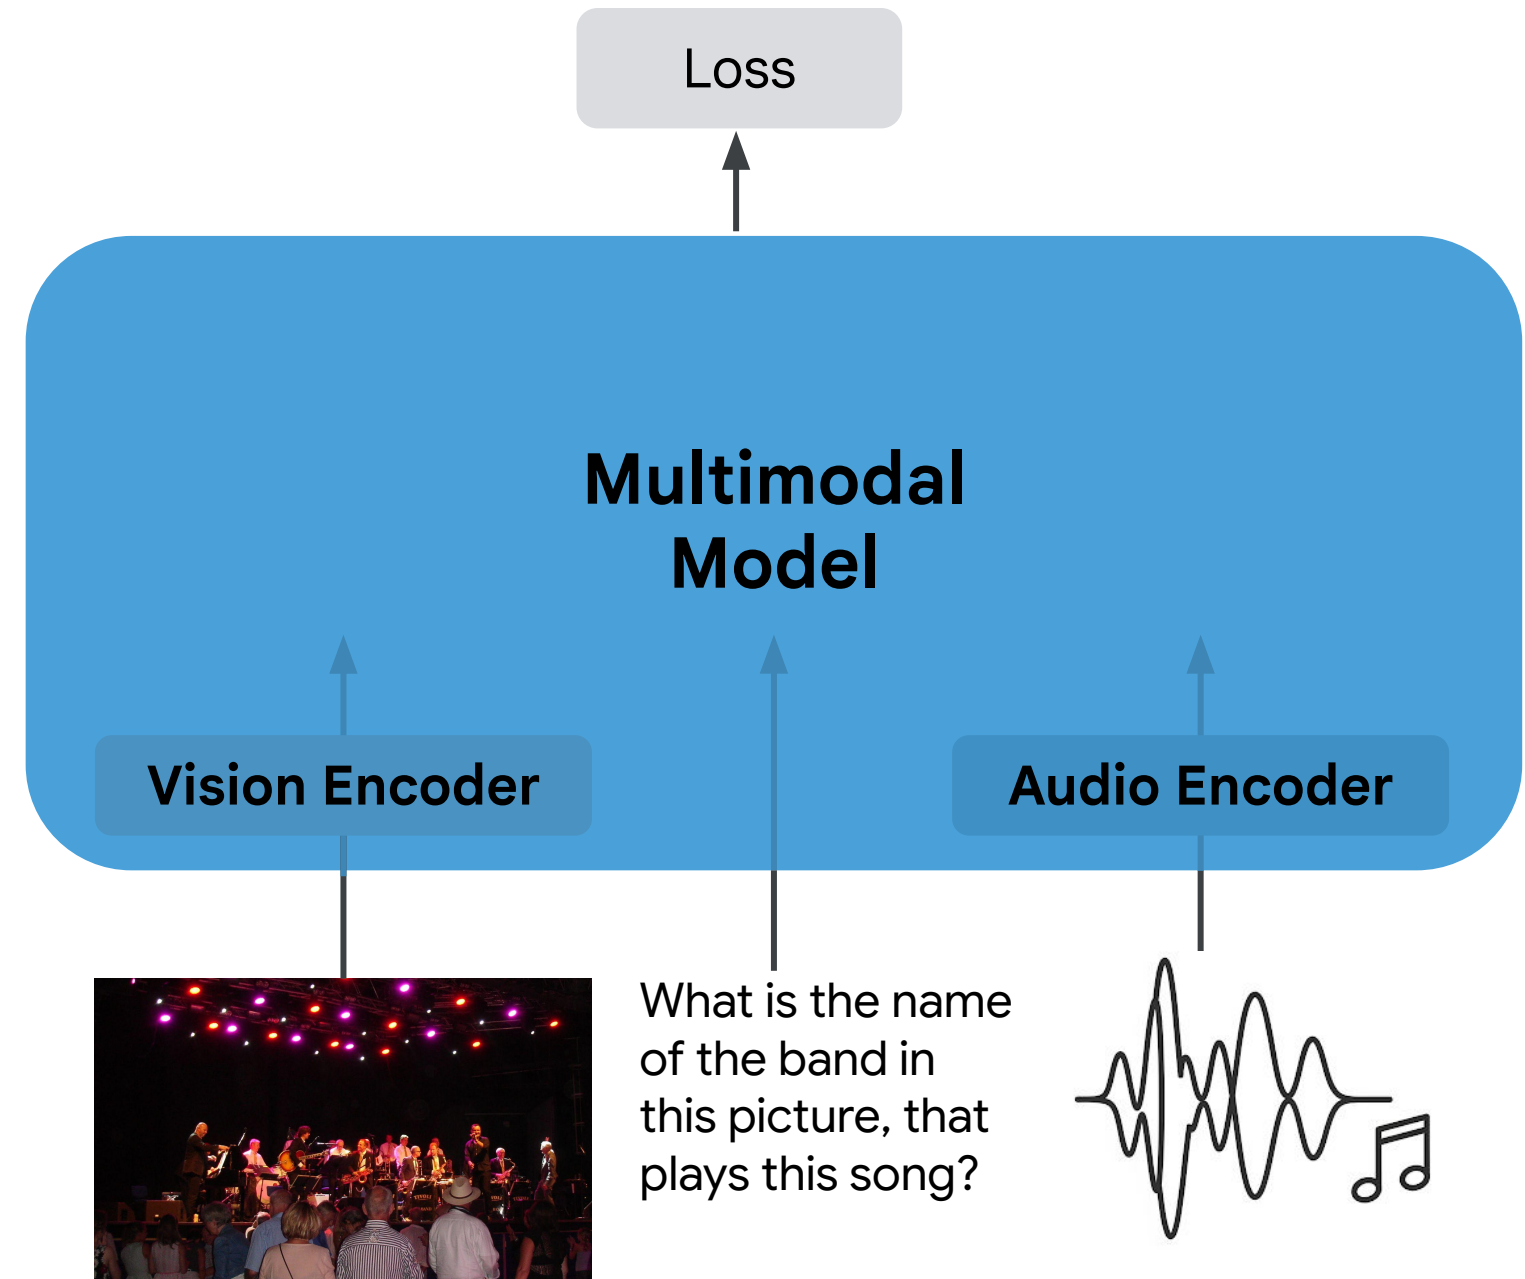 Loss
Multimodal
Model
Vision Encoder
Audio Encoder
What is the name
of the band in
this picture, that
plays this song?